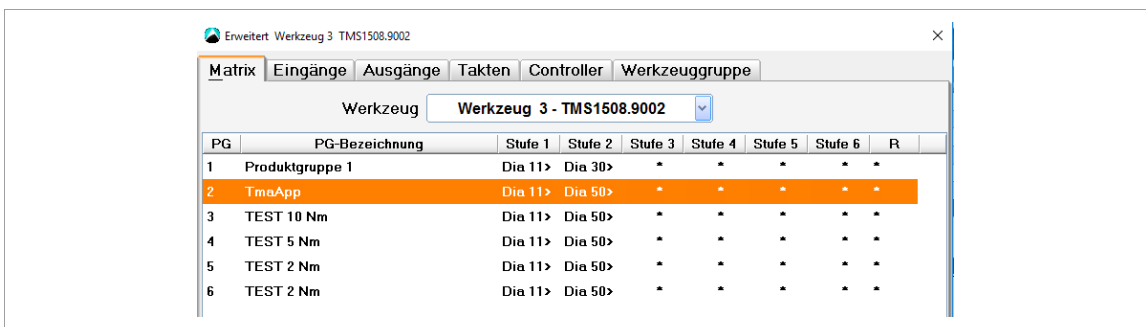 Erweitert Werkzeug 3 TMS1508.9002
Matrix Eingänge Ausgänge Takten Controller Werkzeuggruppe
Werkzeug Werkzeug 3 - TMS1508.9002
PG PG-Bezeichnung Stufe 1 Stufe 2 Stufe 3 Stufe 4 Stufe 5 Stufe 6 R
1 Produktgruppe 1 Dia 11> Dia 30> * * * * *
2 TmaApp Dia 11> Dia 50> * * * * *
3 TEST 10 Nm Dia 11> Dia 50> * * * * *
4 TEST 5 Nm Dia 11> Dia 50> * * * * *
5 TEST 2 Nm Dia 11> Dia 50> * * * * *
6 TEST 2 Nm Dia 11> Dia 50> * * * * *